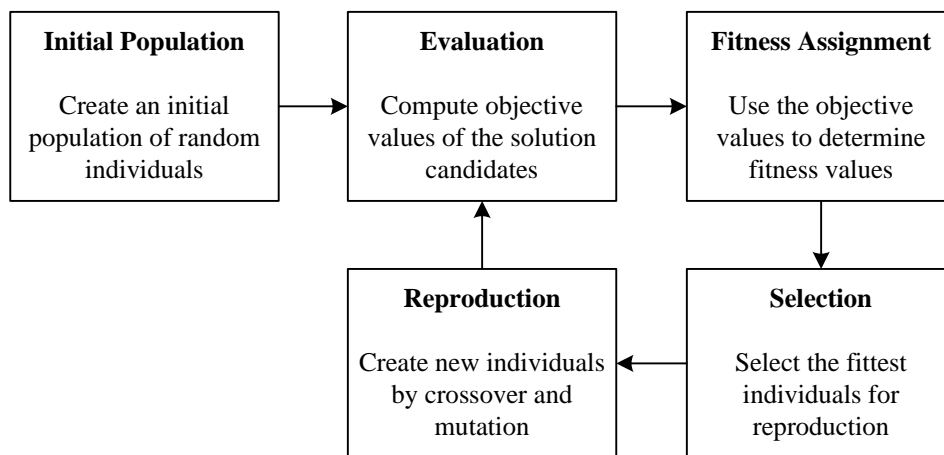 Initial Population
Create an initial
population of random
individuals
Evaluation
Compute objective
values of the solution
candidates
Fitness Assignment
Use the objective
values to determine
fitness values
Reproduction
Create new individuals
by crossover and
mutation
Selection
Select the fittest
individuals for
reproduction